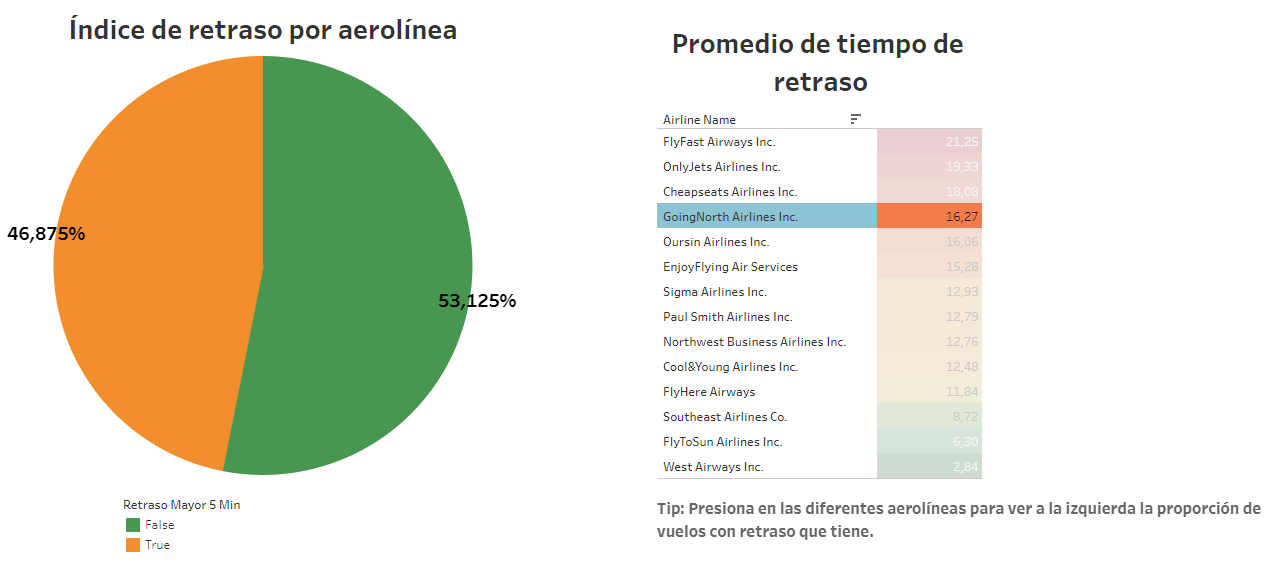 Índice de retraso por aerolínea
46,875%
53,125%
Retraso Mayor 5 Min
False
True
Promedio de tiempo de
retraso
Airline Name
FlyFast Airways Inc. 21,25
OnlyJets Airlines Inc. 19,33
Cheapseats Airlines Inc. 18,08
GoingNorth Airlines Inc. 16,27
Oursin Airlines Inc. 16,06
EnjoyFlying Air Services 15,28
Sigma Airlines Inc. 12,93
Paul Smith Airlines Inc. 12,79
Northwest Business Airlines Inc. 12,76
Cool&Young Airlines Inc. 12,48
FlyHere Airways 11,84
Southeast Airlines Co. 8,72
FlyToSun Airlines Inc. 6,30
West Airways Inc. 2,84
Tip: Presiona en las diferentes aerolíneas para ver a la izquierda la proporción de
vuelos con retraso que tiene.